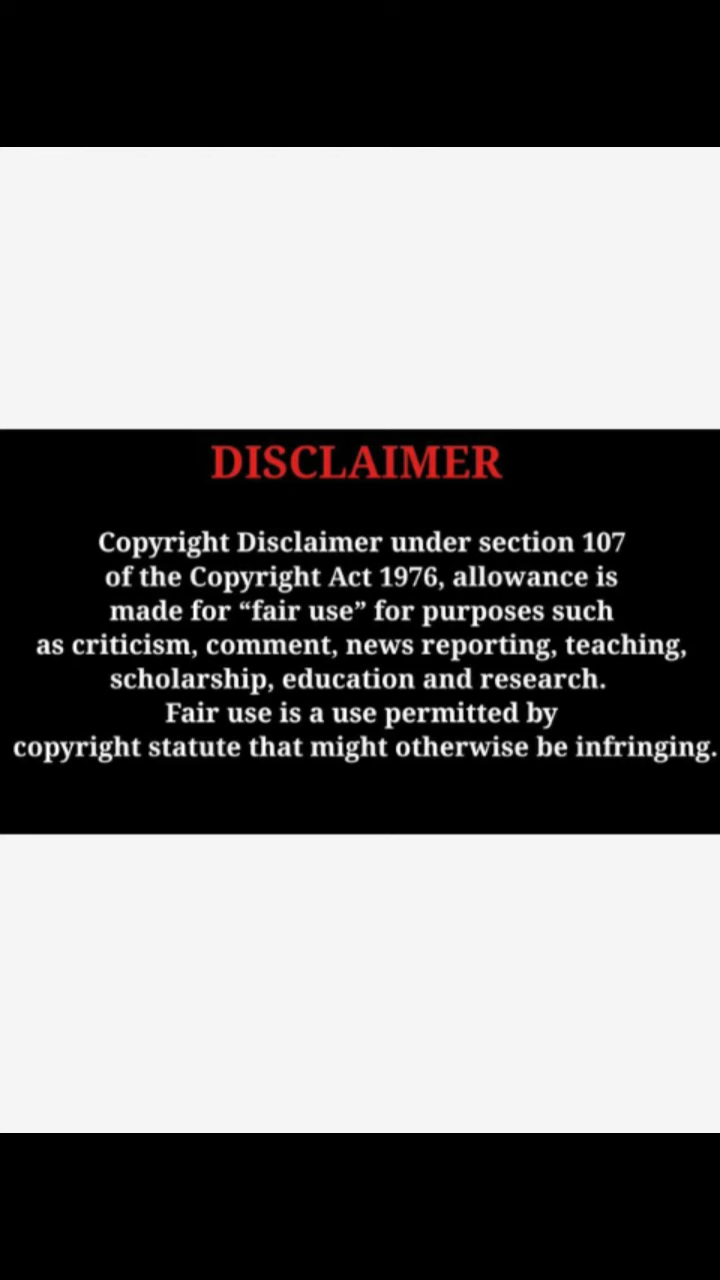 DISCLAIMER
Copyright Disclaimer under section 107
of the Copyright Act 1976, allowance is
made for “fair use” for purposes such
as criticism, comment, news reporting, teaching,
scholarship, education and research.
Fair use is a use permitted by
copyright statute that might otherwise be infringing.